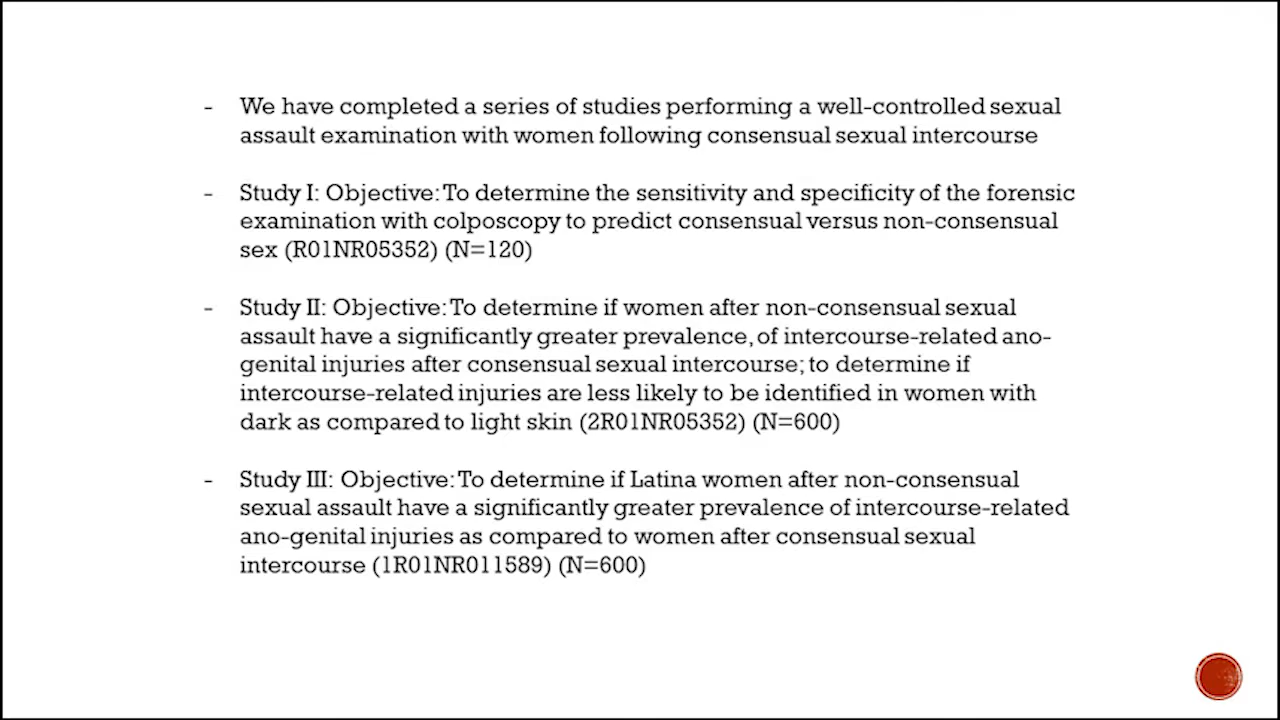 - We have completed a series of studies performing a well-controlled sexual
assault examination with women following consensual sexual intercourse
- Study I: Objective: To determine the sensitivity and specificity of the forensic
examination with colposcopy to predict consensual versus non-consensual
sex (R01NR05352) (N=120)
- Study II: Objective: To determine if women after non-consensual sexual
assault have a significantly greater prevalence, of intercourse-related ano-
genital injuries after consensual sexual intercourse; to determine if
intercourse-related injuries are less likely to be identified in women with
dark as compared to light skin (2R01NR05352) (N=600)
- Study III: Objective: To determine if Latina women after non-consensual
sexual assault have a significantly greater prevalence of intercourse-related
ano-genital injuries as compared to women after consensual sexual
intercourse (1R01NR011589) (N=600)